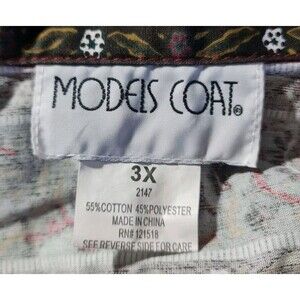 MODELS COAT®
3X
2147
55%COTTON 45%POLYESTER
MADE IN CHINA
RN# 121518
SEE REVERSE SIDE FOR CARE